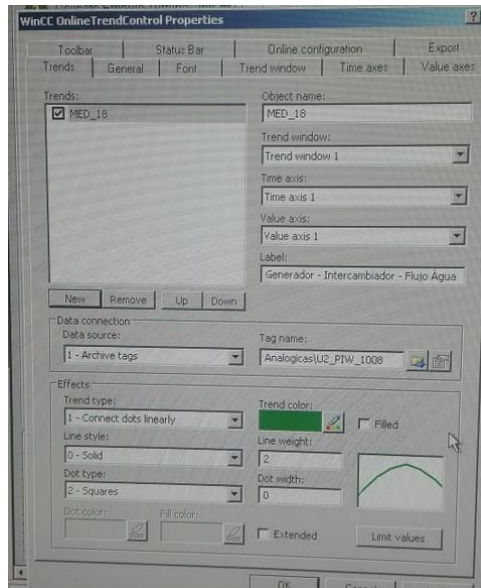 WinCC OnlineTrendControl Properties
Toolbar Status Bar Online configuration Export
Trends General Font Trend window Time axes Value axes
Trends:
MED_18
Object name:
MED_18
Trend window:
Trend window 1
Time axis:
Time axis 1
Value axis:
Value axis 1
Label:
Generador - Intercambiador - Flujo Agua
New Remove Up Down
Data connection
Data source:
1 - Archive tags
Tag name:
Analogicas\U2_PIW_1008
Effects
Trend type:
1 - Connect dots linearly
Trend color:
Filled
Line style:
0 - Solid
Line weight:
2
Dot type:
2 - Squares
Dot width:
0
Dot color: Fill color:
Extended
Limit values
OK Cancel